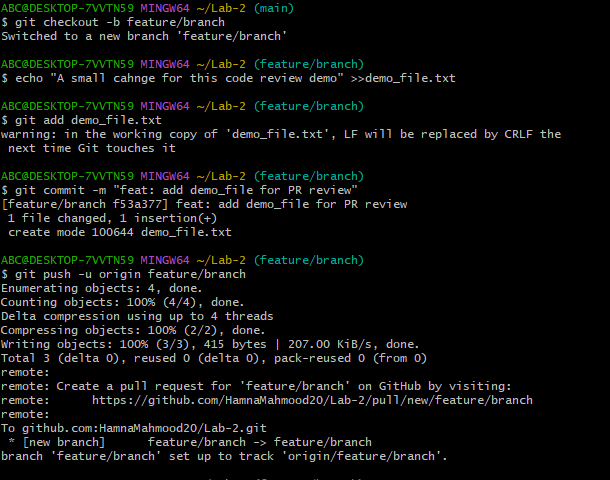 ABC@DESKTOP-7VVTN59 MINGW64 ~/Lab-2 (main)
$ git checkout -b feature/branch
Switched to a new branch 'feature/branch'
ABC@DESKTOP-7VVTN59 MINGW64 ~/Lab-2 (feature/branch)
$ echo "A small cahnge for this code review demo" >>demo_file.txt
ABC@DESKTOP-7VVTN59 MINGW64 ~/Lab-2 (feature/branch)
$ git add demo_file.txt
warning: in the working copy of 'demo_file.txt', LF will be replaced by CRLF the
 next time Git touches it
ABC@DESKTOP-7VVTN59 MINGW64 ~/Lab-2 (feature/branch)
$ git commit -m "feat: add demo_file for PR review"
[feature/branch f53a377] feat: add demo_file for PR review
 1 file changed, 1 insertion(+)
 create mode 100644 demo_file.txt
ABC@DESKTOP-7VVTN59 MINGW64 ~/Lab-2 (feature/branch)
$ git push -u origin feature/branch
Enumerating objects: 4, done.
Counting objects: 100% (4/4), done.
Delta compression using up to 4 threads
Compressing objects: 100% (2/2), done.
Writing objects: 100% (3/3), 415 bytes | 207.00 KiB/s, done.
Total 3 (delta 0), reused 0 (delta 0), pack-reused 0 (from 0)
remote:
remote: Create a pull request for 'feature/branch' on GitHub by visiting:
remote:      https://github.com/HamnaMahmood20/Lab-2/pull/new/feature/branch
remote:
To github.com:HamnaMahmood20/Lab-2.git
 * [new branch]      feature/branch -> feature/branch
branch 'feature/branch' set up to track 'origin/feature/branch'.